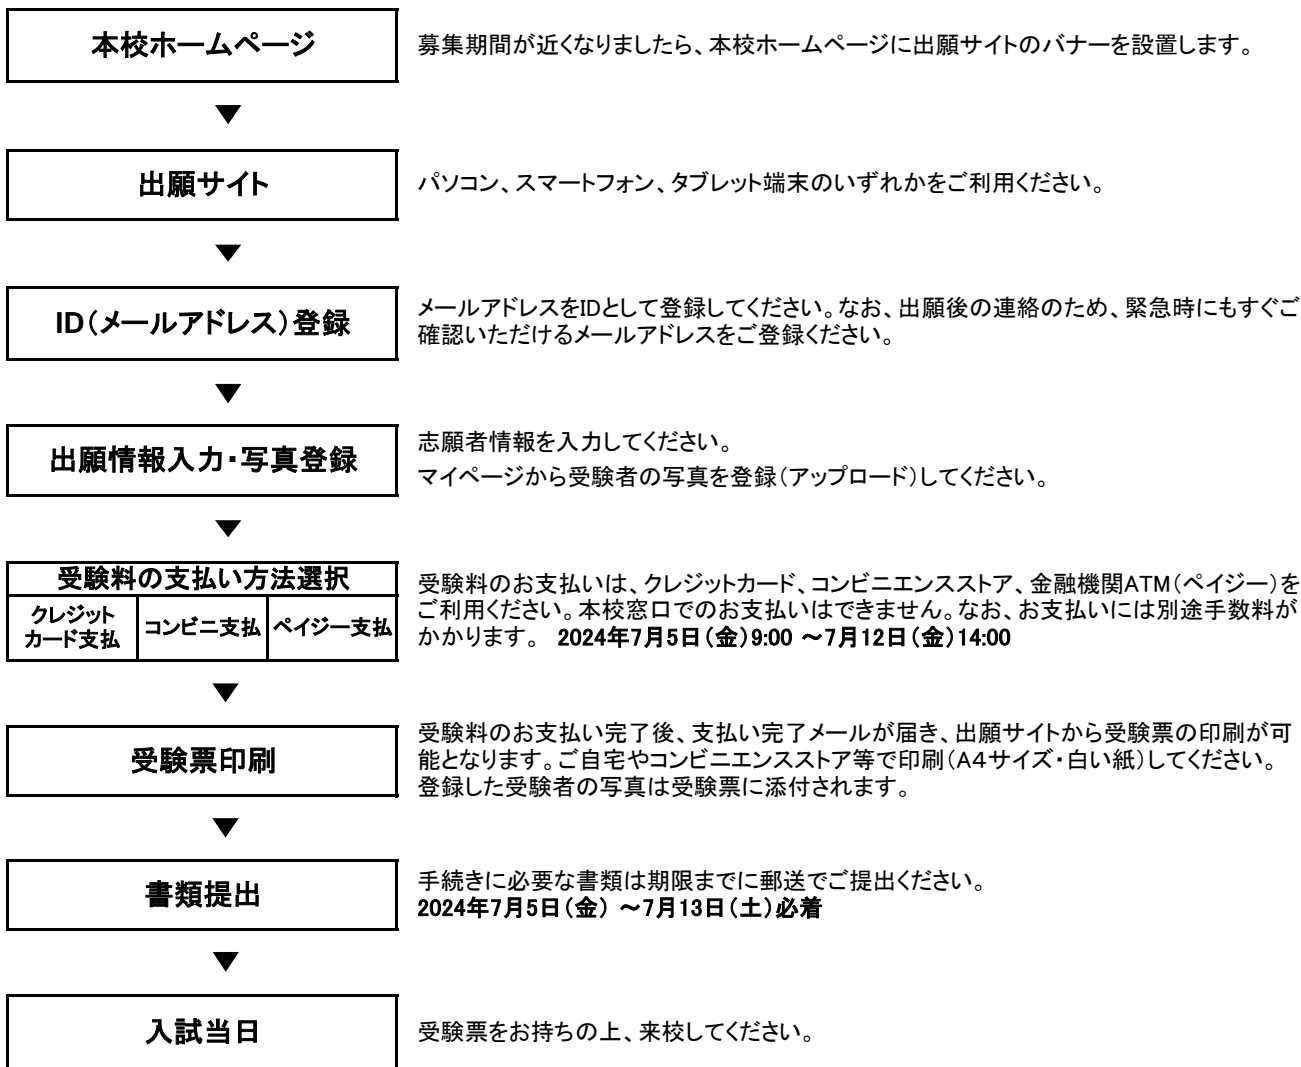 本校ホームページ
募集期間が近くなりましたら、本校ホームページに出願サイトのバナーを設置します。
▼
出願サイト
パソコン、スマートフォン、タブレット端末のいずれかをご利用ください。
▼
ID（メールアドレス）登録
メールアドレスをIDとして登録してください。なお、出願後の連絡のため、緊急時にもすぐご
確認いただけるメールアドレスをご登録ください。
▼
出願情報入力・写真登録
志願者情報を入力してください。
マイページから受験者の写真を登録（アップロード）してください。
▼
受験料の支払い方法選択
クレジット
カード支払
コンビニ支払
ペイジー支払
受験料のお支払いは、クレジットカード、コンビニエンスストア、金融機関ATM（ペイジー）を
ご利用ください。本校窓口でのお支払いはできません。なお、お支払いには別途手数料が
かかります。 2024年7月5日（金）9:00 ～7月12日（金）14:00
▼
受験票印刷
受験料のお支払い完了後、支払い完了メールが届き、出願サイトから受験票の印刷が可
能となります。ご自宅やコンビニエンスストア等で印刷（A4サイズ・白い紙）してください。
登録した受験者の写真は受験票に添付されます。
▼
書類提出
手続きに必要な書類は期限までに郵送でご提出ください。
2024年7月5日（金） ～7月13日（土）必着
▼
入試当日
受験票をお持ちの上、来校してください。